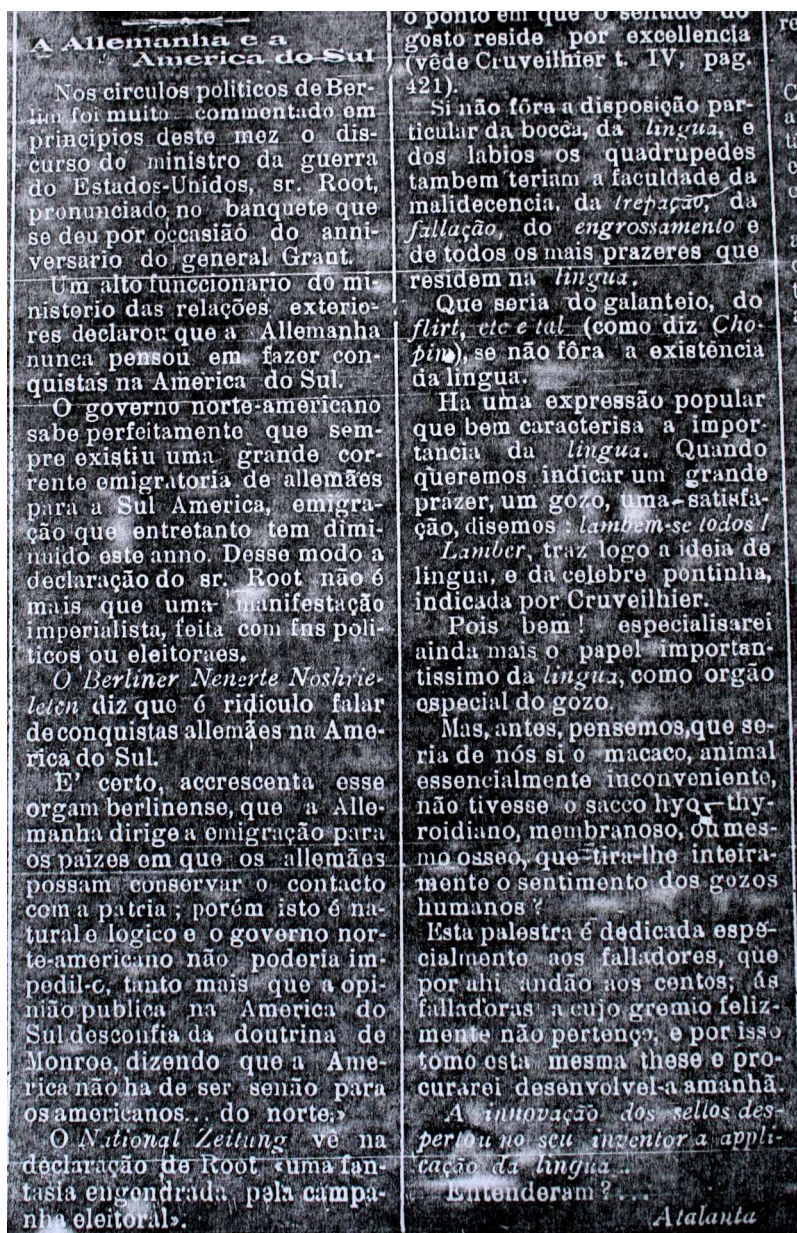 A Allemanha e a
America do Sul
Nos circulos politicos de Ber-
lim foi muito commentado em
principios deste mez o dis-
curso do ministro da guerra
do Estados-Unidos, sr. Root,
pronunciado no banquete que
se deu por occasião do anni-
versario do general Grant.
Um alto funccionario do mi-
nisterio das relações exterio-
res declarou que a Allemanha
nunca pensou em fazer con-
quistas na America do Sul.
O governo norte-americano
sabe perfeitamente que sem-
pre existiu uma grande cor-
rente emigratoria de allemães
para a Sul America, emigra-
ção que entretanto tem dimi-
nuido este anno. Desse modo a
declaração do sr. Root não é
mais que uma manifestação
imperialista, feita com fns poli-
ticos ou eleitoraes.
O Berliner Nenerte Noshrie-
leten diz que é ridiculo falar
de conquistas allemães na Ame-
rica do Sul.
E' certo, accrescenta esse
orgam berlinense, que a Alle-
manha dirige a emigração para
os paizes em que os allemães
possam conservar o contacto
com a patria ; porém isto é na-
tural e logico e o governo nor-
te-americano não poderia im-
pedil-o, tanto mais que a opi-
nião publica na America do
Sul desconfia da doutrina de
Monroe, dizendo que a Ame-
rica não ha de ser senão para
os americanos... do norte.»
O National Zeitung vê na
declaração de Root «uma fan-
tasia engendrada pela campa-
nha eleitoral».
o ponto em que o sentido do
gosto reside por excellencia
(vêde Cruveilhier t. IV, pag.
421).
Si não fôra a disposição par-
ticular da bocca, da lingua, e
dos labios os quadrupedes
tambem teriam a faculdade da
malidecencia, da trepação, da
fallação, do engrossamento e
de todos os mais prazeres que
residem na lingua.
Que seria do galanteio, do
flirt, etc e tal (como diz Cho-
pin), se não fôra a existencia
da lingua.
Ha uma expressão popular
que bem caracterisa a impor-
tancia da lingua. Quando
queremos indicar um grande
prazer, um gozo, uma satisfa-
ção, disemos : lambem-se todos !
Lamber, traz logo a ideia de
lingua, e da celebre pontinha,
indicada por Cruveilhier.
Pois bem ! especialisarei
ainda mais o papel importan-
tissimo da lingua, como orgão
especial do gozo.
Mas, antes, pensemos, que se-
ria de nós si o macaco, animal
essencialmente inconveniente,
não tivesse o sacco hyo-thy-
roidiano, membranoso, ou mes-
mo osseo, que tira-lhe inteira-
mente o sentimento dos gozos
humanos ?
Esta palestra é dedicada espe-
cialmente aos falladores, que
por ahi andão aos centos, ás
falladoras a cujo gremio feliz-
mente não pertenço, e por isso
tomo esta mesma these e pro-
curarei desenvolvel-a amanhã.
A innovação dos sellos des-
pertou no seu inventor a appli-
cação da lingua...
Entenderam ?...
Atalanta